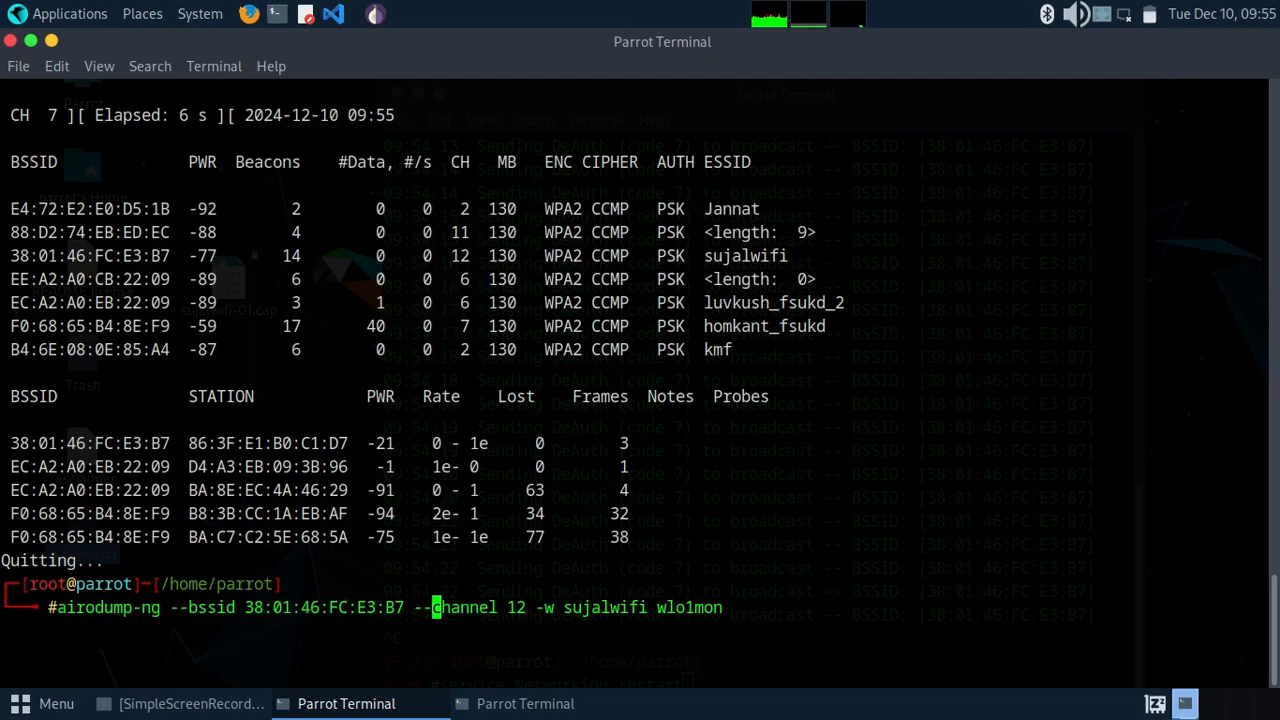 Applications Places System Tue Dec 10, 09:55
Parrot Terminal
File Edit View Search Terminal Help
CH 7 ][ Elapsed: 6 s ][ 2024-12-10 09:55
BSSID PWR Beacons #Data, #/s CH MB ENC CIPHER AUTH ESSID
E4:72:E2:E0:D5:1B -92 2 0 0 2 130 WPA2 CCMP PSK Jannat
88:D2:74:EB:ED:EC -88 4 0 0 11 130 WPA2 CCMP PSK <length: 9>
38:01:46:FC:E3:B7 -77 14 0 0 12 130 WPA2 CCMP PSK sujalwifi
EE:A2:A0:CB:22:09 -89 6 0 0 6 130 WPA2 CCMP PSK <length: 0>
EC:A2:A0:EB:22:09 -89 3 1 0 6 130 WPA2 CCMP PSK luvkush_fsukd_2
F0:68:65:B4:8E:F9 -59 17 40 0 7 130 WPA2 CCMP PSK homkant_fsukd
B4:6E:08:0E:85:A4 -87 6 0 0 2 130 WPA2 CCMP PSK kmf
BSSID STATION PWR Rate Lost Frames Notes Probes
38:01:46:FC:E3:B7 86:3F:E1:B0:C1:D7 -21 0 - 1e 0 3
EC:A2:A0:EB:22:09 D4:A3:EB:09:3B:96 -1 1e- 0 0 1
EC:A2:A0:EB:22:09 BA:8E:EC:4A:46:29 -91 0 - 1 63 4
F0:68:65:B4:8E:F9 B8:3B:CC:1A:EB:AF -94 2e- 1 34 32
F0:68:65:B4:8E:F9 BA:C7:C2:5E:68:5A -75 1e- 1e 77 38
Quitting...
[root@parrot]-[/home/parrot]
#airodump-ng --bssid 38:01:46:FC:E3:B7 --channel 12 -w sujalwifi wlo1mon
^C
[root@parrot]-[/home/parrot]
#service Networking restart
Menu [SimpleScreenRecord... Parrot Terminal Parrot Terminal